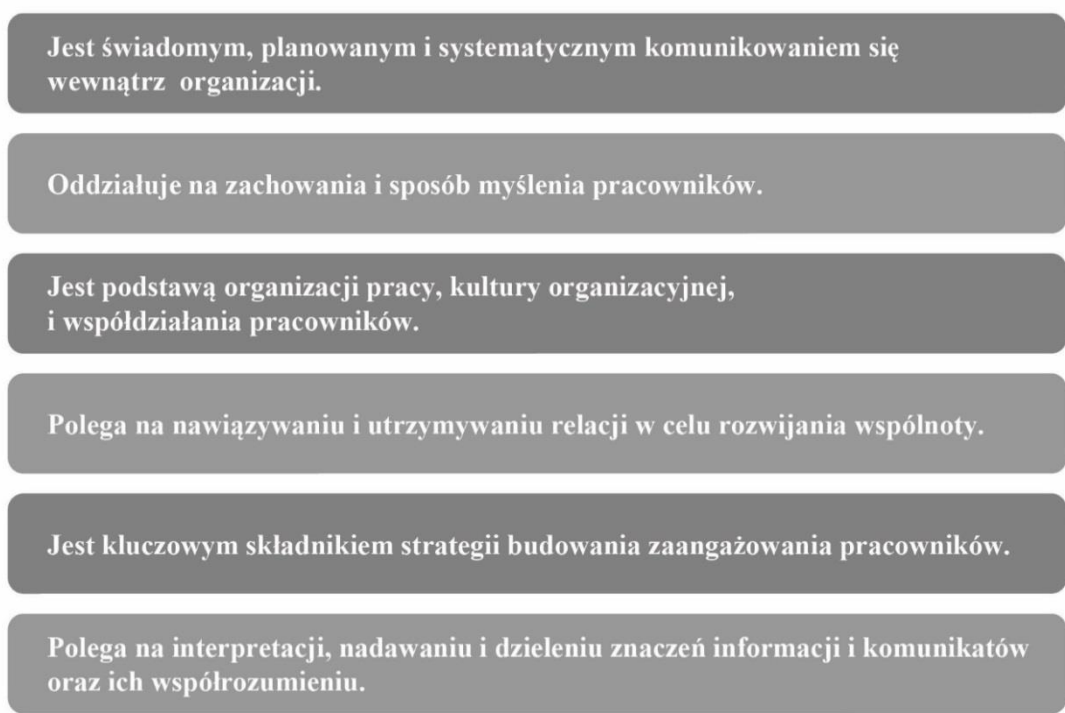 Jest świadomym, planowanym i systematycznym komunikowaniem się
wewnątrz organizacji.
Oddziałuje na zachowania i sposób myślenia pracowników.
Jest podstawą organizacji pracy, kultury organizacyjnej,
i współdziałania pracowników.
Polega na nawiązywaniu i utrzymywaniu relacji w celu rozwijania wspólnoty.
Jest kluczowym składnikiem strategii budowania zaangażowania pracowników.
Polega na interpretacji, nadawaniu i dzieleniu znaczeń informacji i komunikatów
oraz ich współrozumieniu.